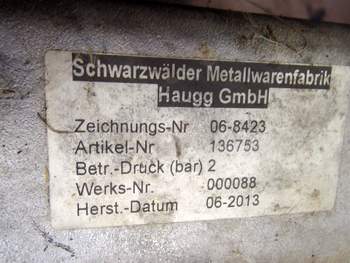 Schwarzwälder Metallwarenfabrik
Haugg GmbH
Zeichnungs-Nr 06-8423
Artikel-Nr 136753
Betr.-Druck (bar) 2
Werks-Nr. 000088
Herst.-Datum 06-2013